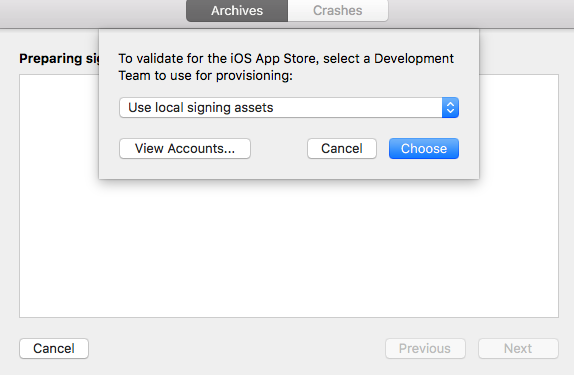 Archives
Crashes
Preparing sig
To validate for the iOS App Store, select a Development
Team to use for provisioning:
Use local signing assets
View Accounts...
Cancel
Choose
Cancel
Previous
Next